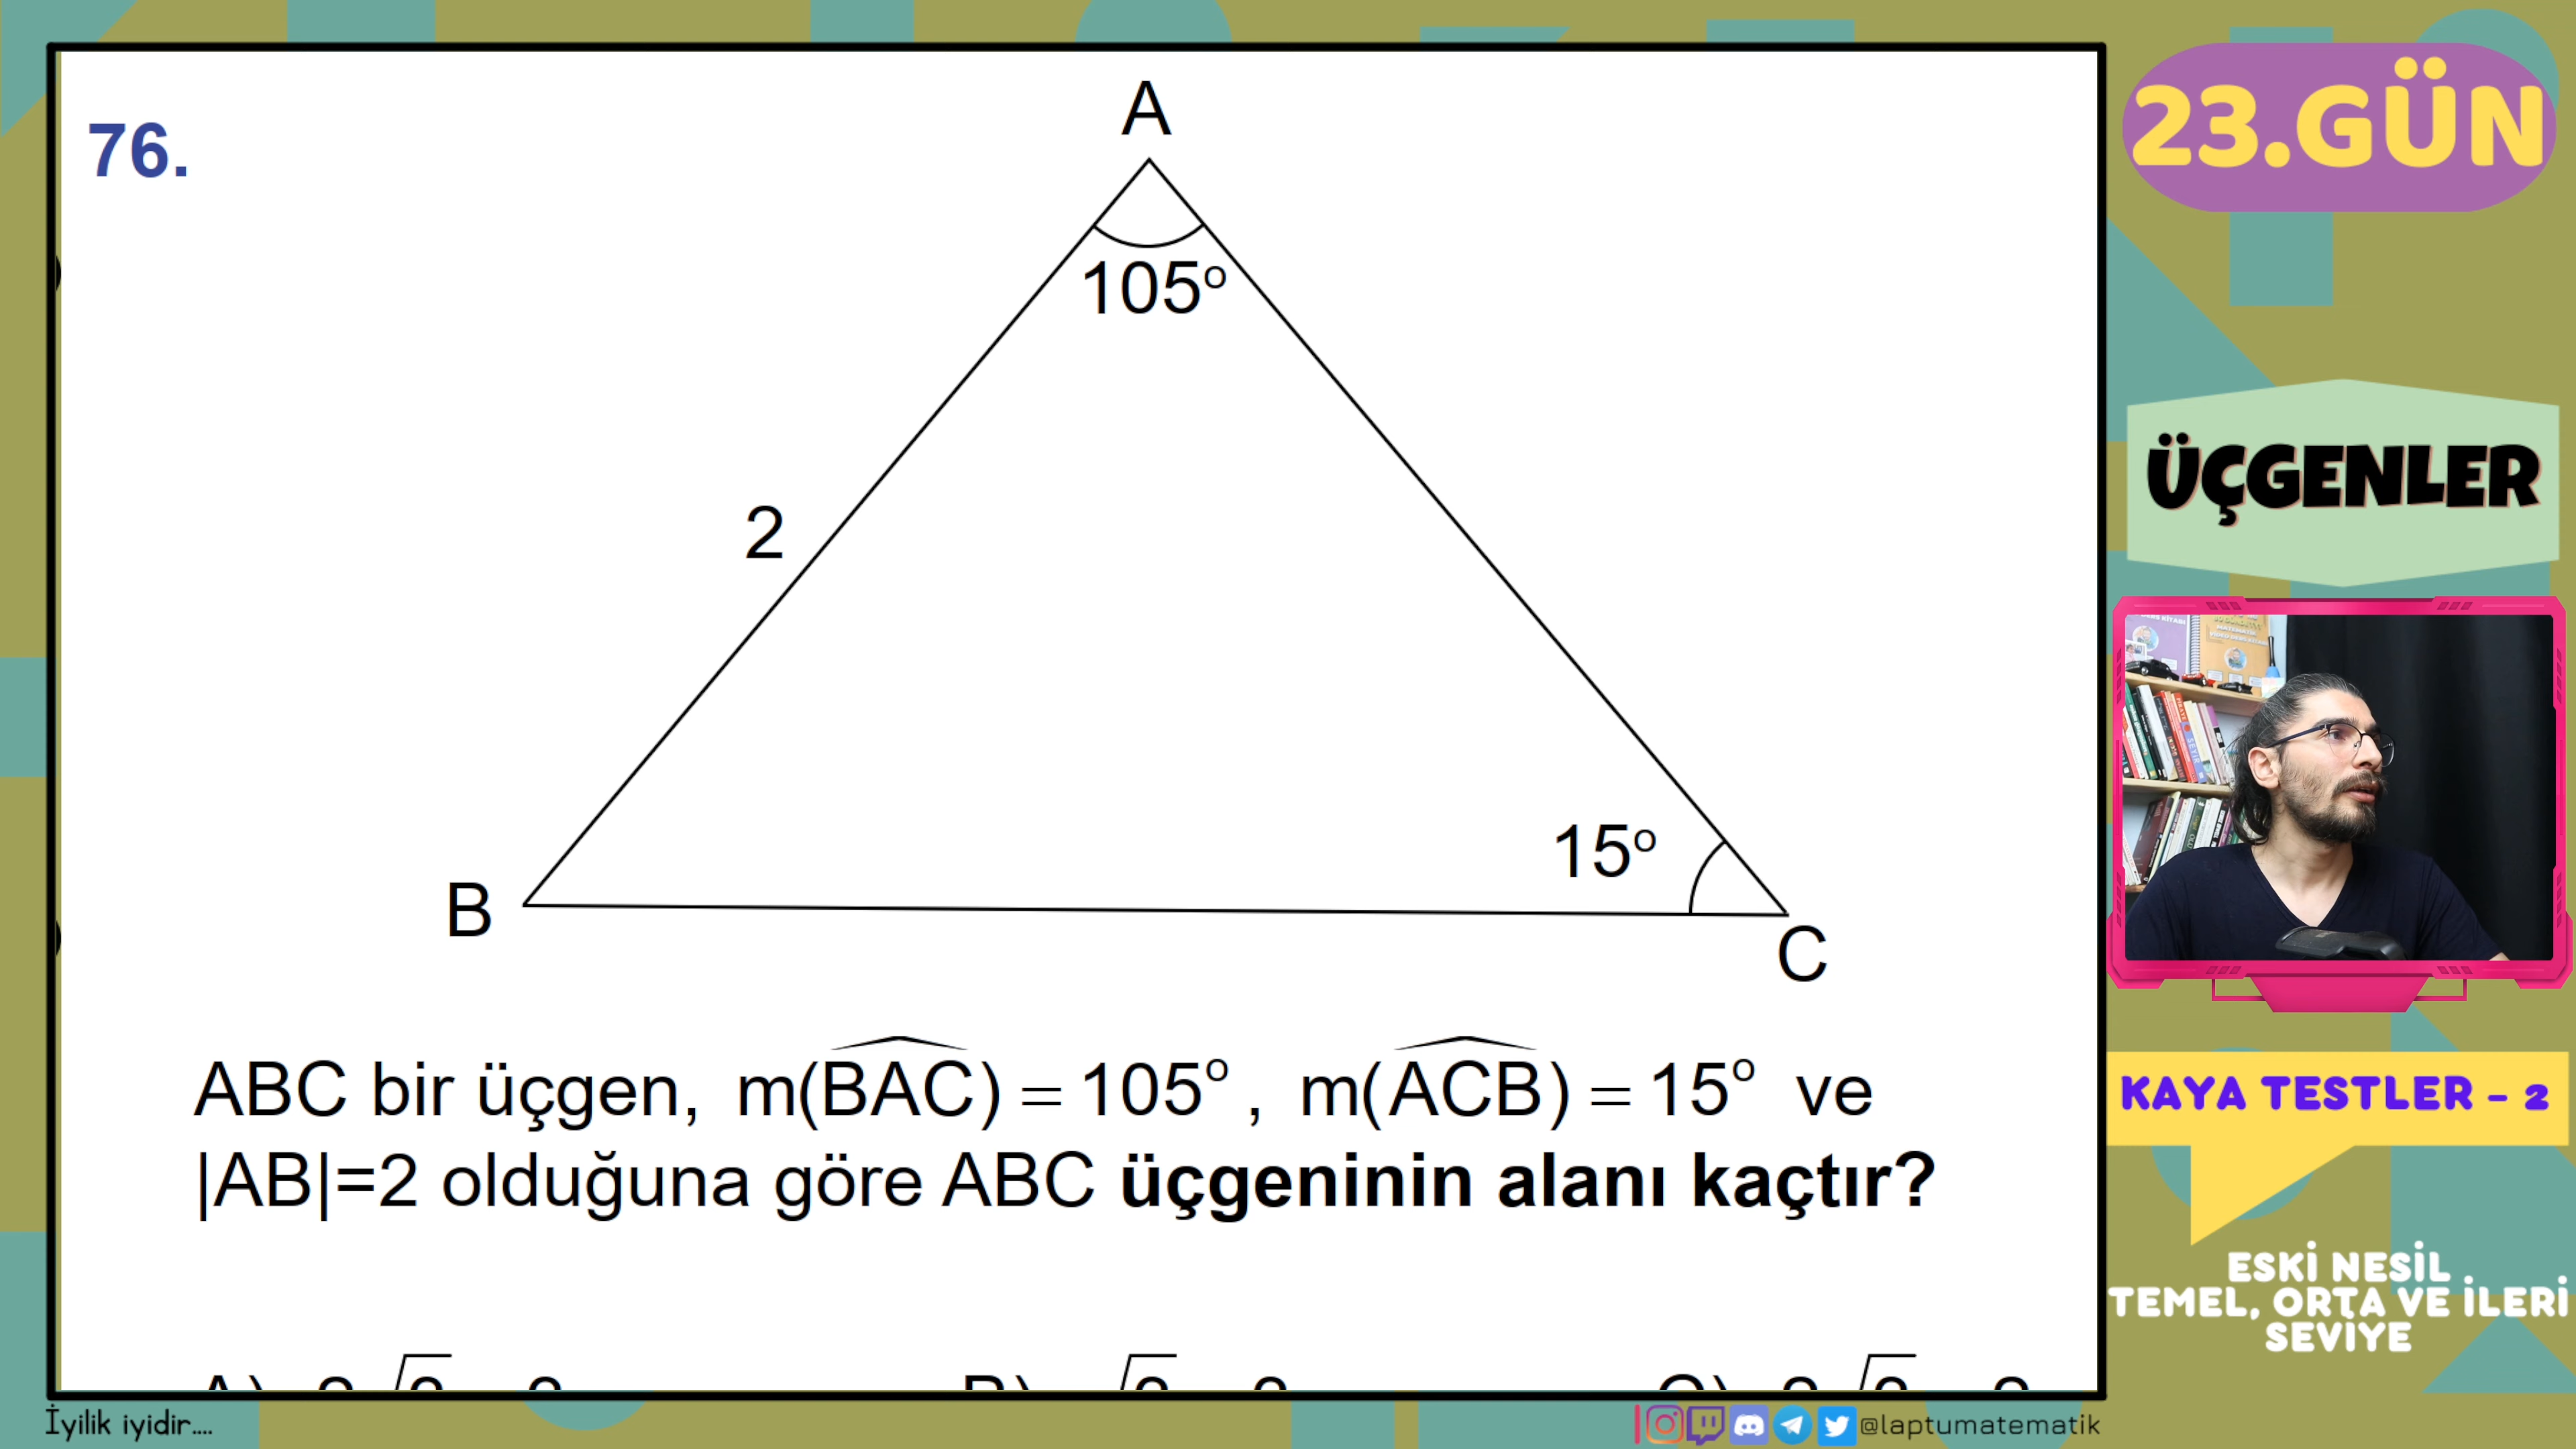 76.
A
105°
2
15°
B
C
ABC bir üçgen, m(BAC) = 105°, m(ACB) = 15° ve
|AB|=2 olduğuna göre ABC üçgeninin alanı kaçtır?
23.GÜN
ÜÇGENLER
KAYA TESTLER - 2
ESKİ NESİL
TEMEL, ORTA VE İLERİ
SEVİYE
İyilik iyidir....
@laptumatematik